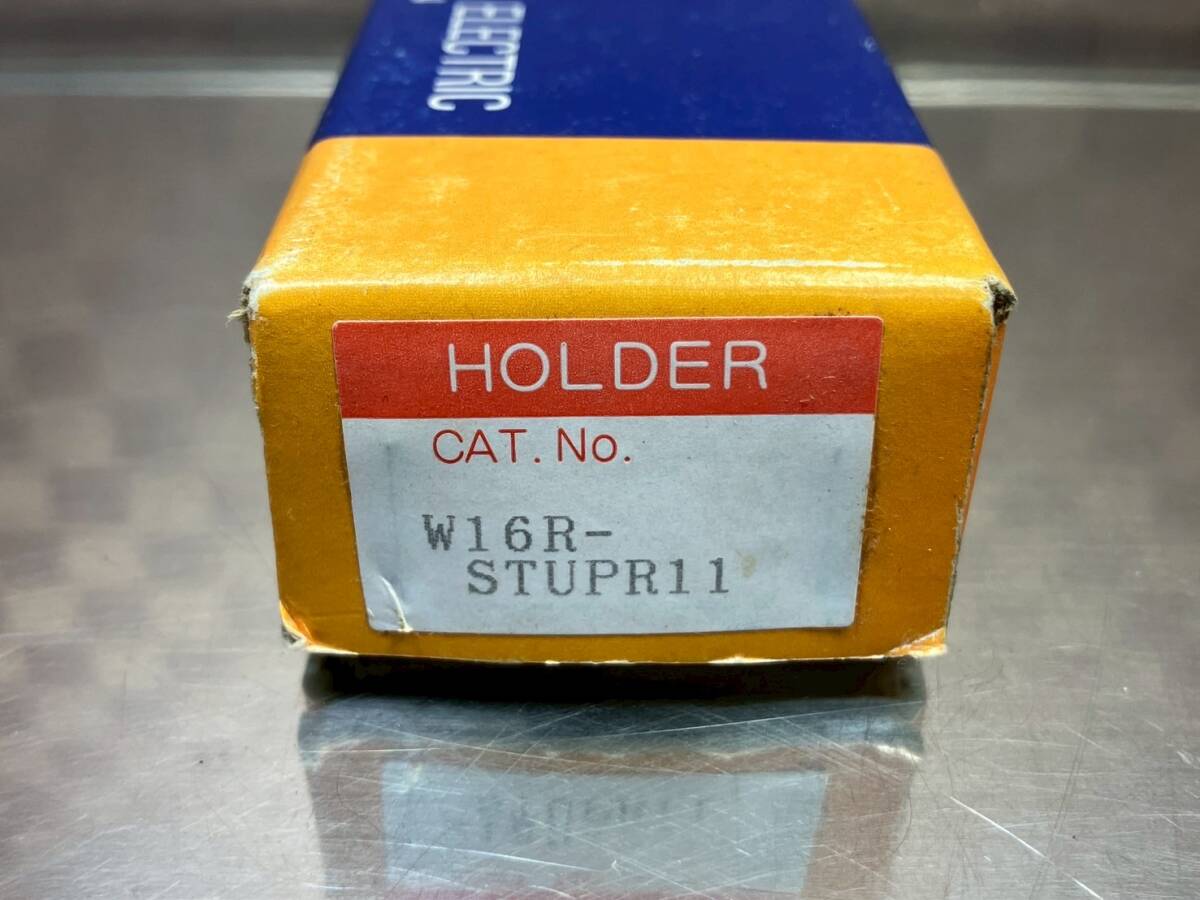 ELECTRIC
HOLDER
CAT. No.
W16R-
STUPR11